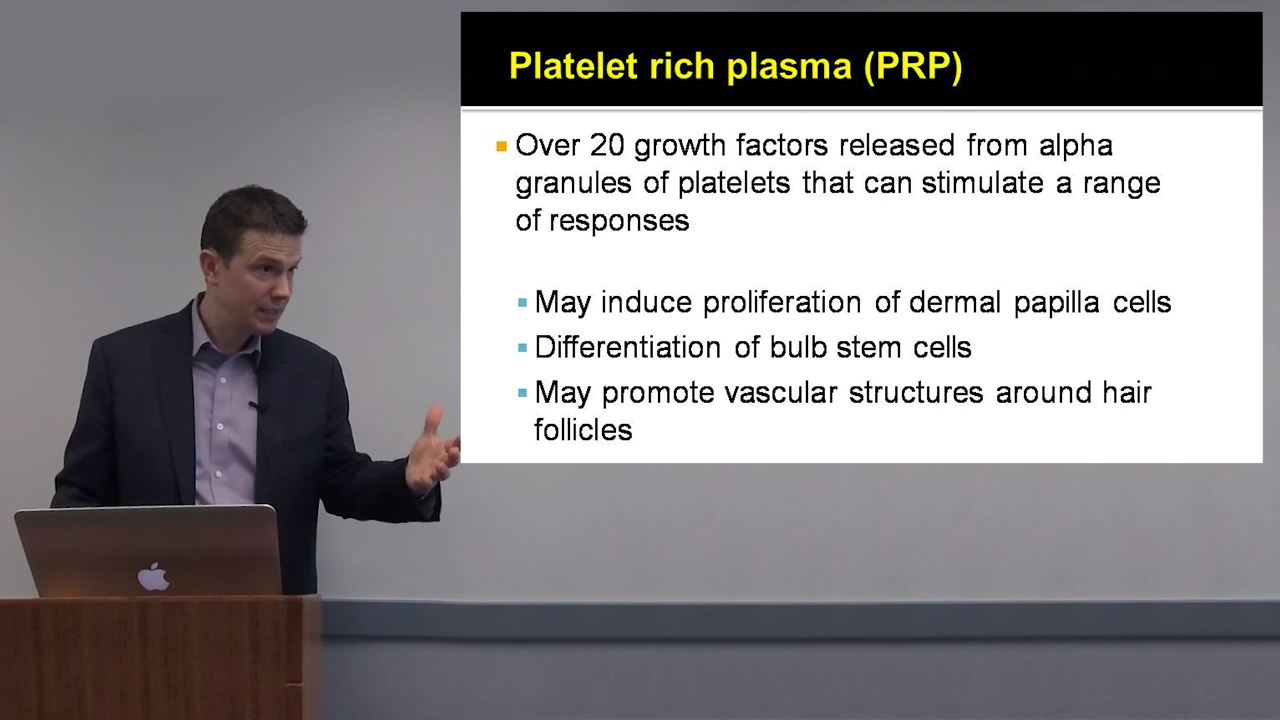 Platelet rich plasma (PRP)
Over 20 growth factors released from alpha
granules of platelets that can stimulate a range
of responses
May induce proliferation of dermal papilla cells
Differentiation of bulb stem cells
May promote vascular structures around hair
follicles